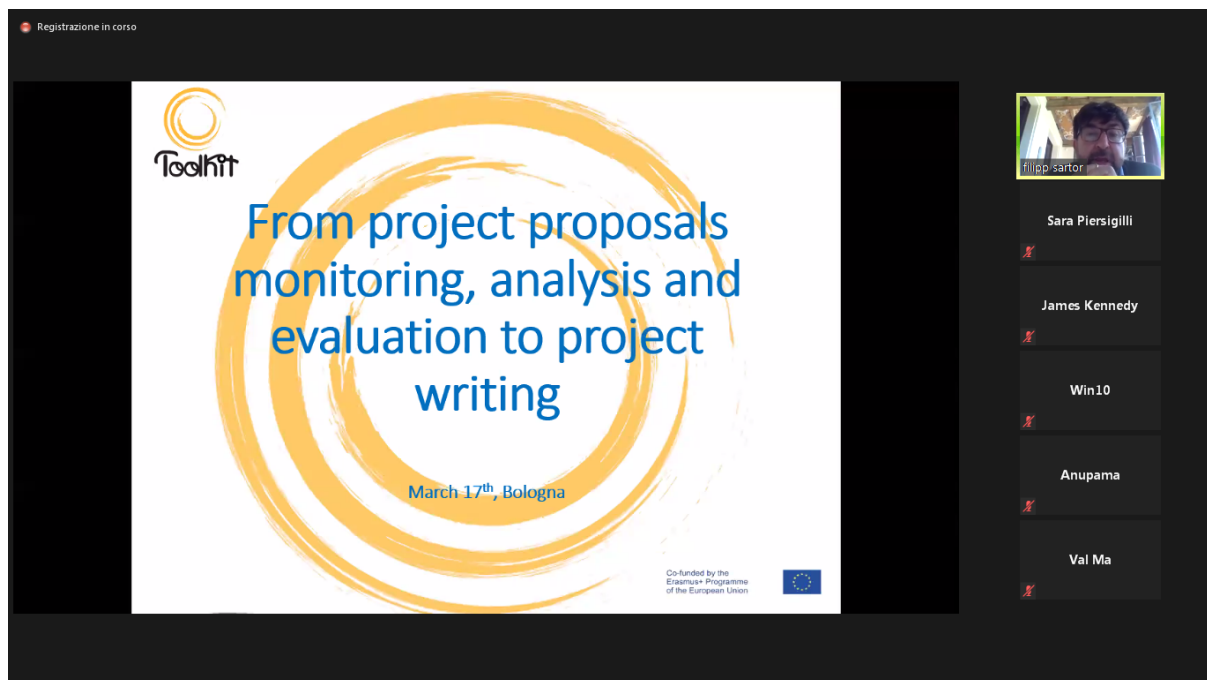 Registrazione in corso
Toolkit
From project proposals
monitoring, analysis and
evaluation to project
writing
March 17th, Bologna
Co-funded by the
Erasmus+ Programme
of the European Union
filipp sartor
Sara Piersigilli
James Kennedy
Win10
Anupama
Val Ma